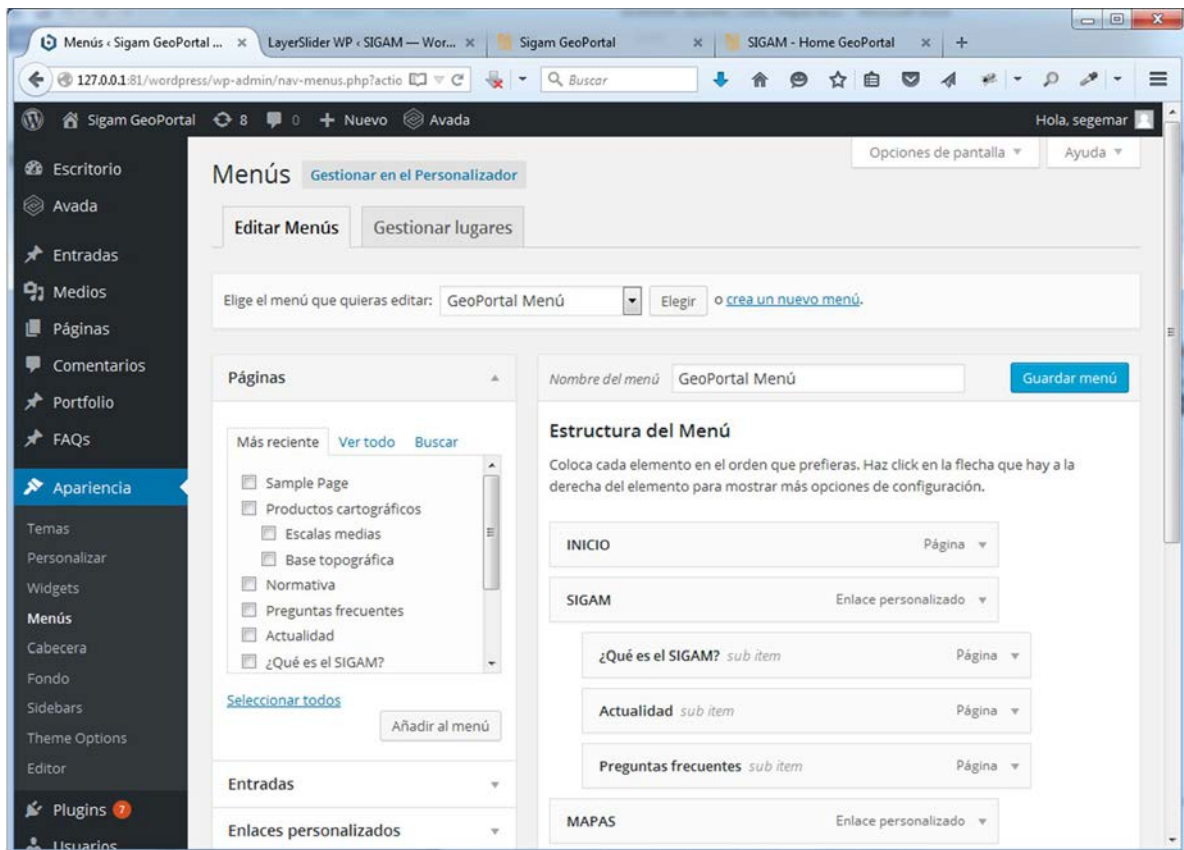 Menús ‹ Sigam GeoPortal ... ×
LayerSlider WP ‹ SIGAM — Wor... ×
Sigam GeoPortal ×
SIGAM - Home GeoPortal × +
127.0.0.1:81/wordpress/wp-admin/nav-menus.php?actio
Buscar
Sigam GeoPortal 8 0 + Nuevo Avada
Hola, segemar
Escritorio
Avada
Entradas
Medios
Páginas
Comentarios
Portfolio
FAQs
Apariencia
Temas
Personalizar
Widgets
Menús
Cabecera
Fondo
Sidebars
Theme Options
Editor
Plugins 7
Usuarios
Opciones de pantalla
Ayuda
Menús Gestionar en el Personalizador
Editar Menús Gestionar lugares
Elige el menú que quieras editar: GeoPortal Menú Elegir o crea un nuevo menú.
Páginas
Más reciente Ver todo Buscar
Sample Page
Productos cartográficos
Escalas medias
Base topográfica
Normativa
Preguntas frecuentes
Actualidad
¿Qué es el SIGAM?
Seleccionar todos
Añadir al menú
Entradas
Enlaces personalizados
Nombre del menú GeoPortal Menú Guardar menú
Estructura del Menú
Coloca cada elemento en el orden que prefieras. Haz click en la flecha que hay a la
derecha del elemento para mostrar más opciones de configuración.
INICIO Página
SIGAM Enlace personalizado
¿Qué es el SIGAM? sub item Página
Actualidad sub item Página
Preguntas frecuentes sub item Página
MAPAS Enlace personalizado